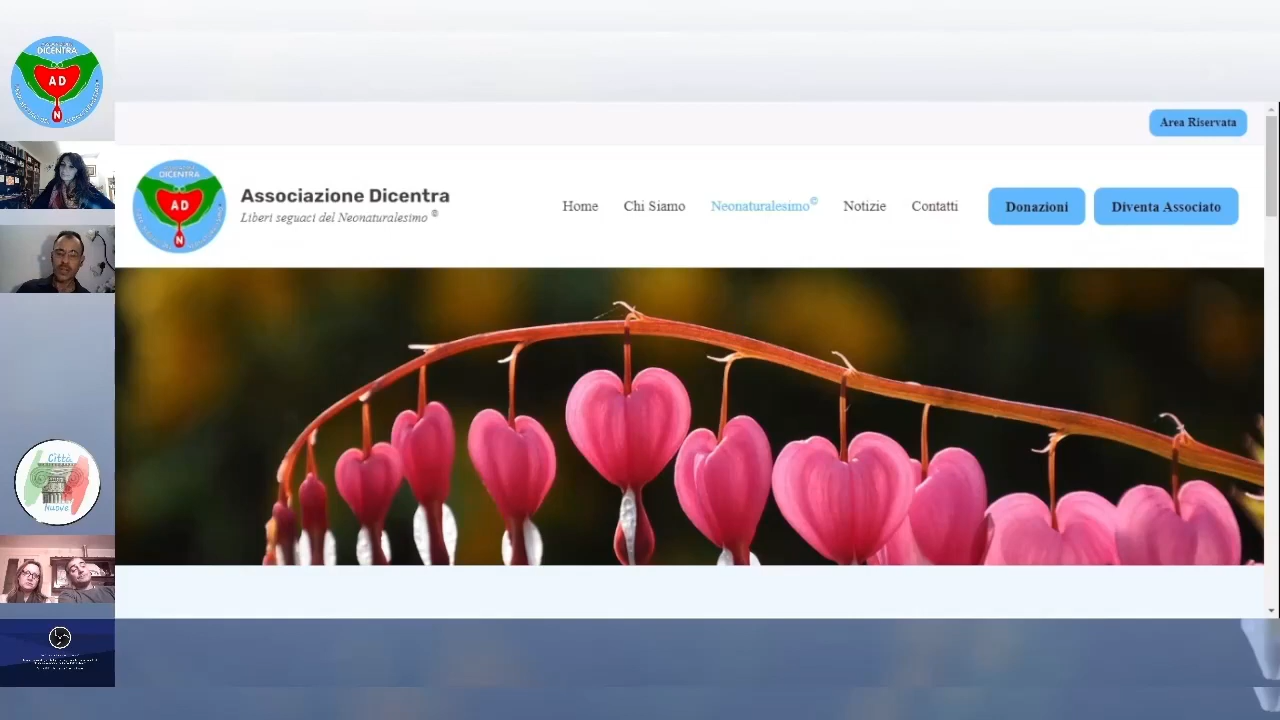 DICENTRA
A D
N
Città
Nuove
Area Riservata
DICENTRA
A D
N
Associazione Dicentra
Liberi seguaci del Neonaturalesimo ©
Home Chi Siamo Neonaturalesimo© Notizie Contatti Donazioni Diventa Associato